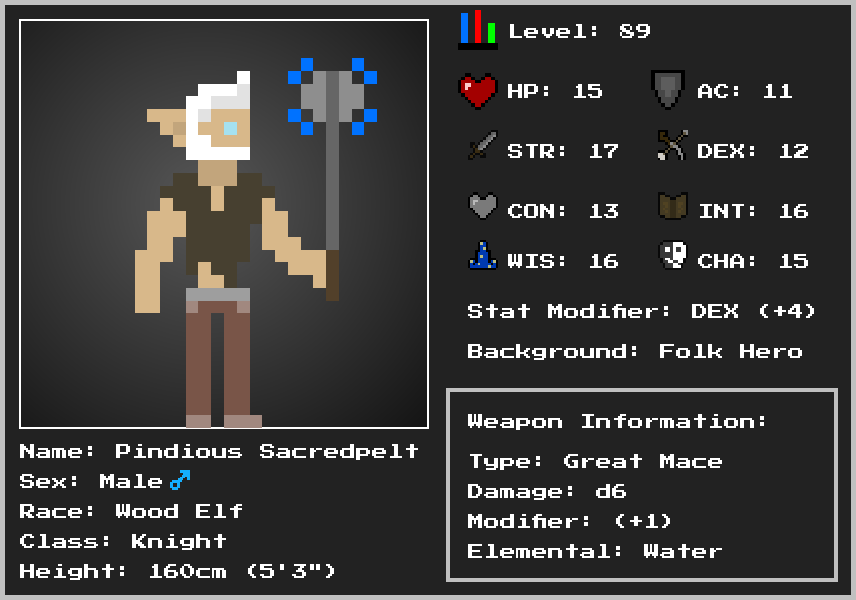 Level: 89
HP: 15
AC: 11
STR: 17
DEX: 12
CON: 13
INT: 16
WIS: 16
CHA: 15
Stat Modifier: DEX (+4)
Background: Folk Hero
Weapon Information:
Type: Great Mace
Damage: d6
Modifier: (+1)
Elemental: Water
Name: Pindious Sacredpelt
Sex: Male♂
Race: Wood Elf
Class: Knight
Height: 160cm (5'3")